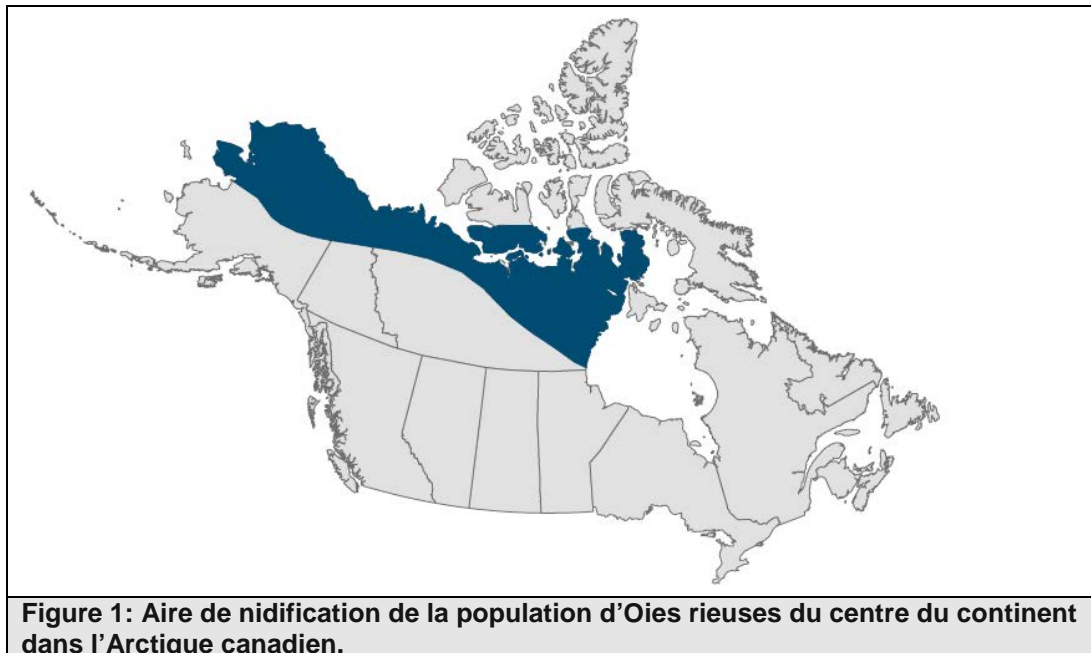 Figure 1: Aire de nidification de la population d'Oies rieuses du centre du continent
dans l'Arctique canadien.